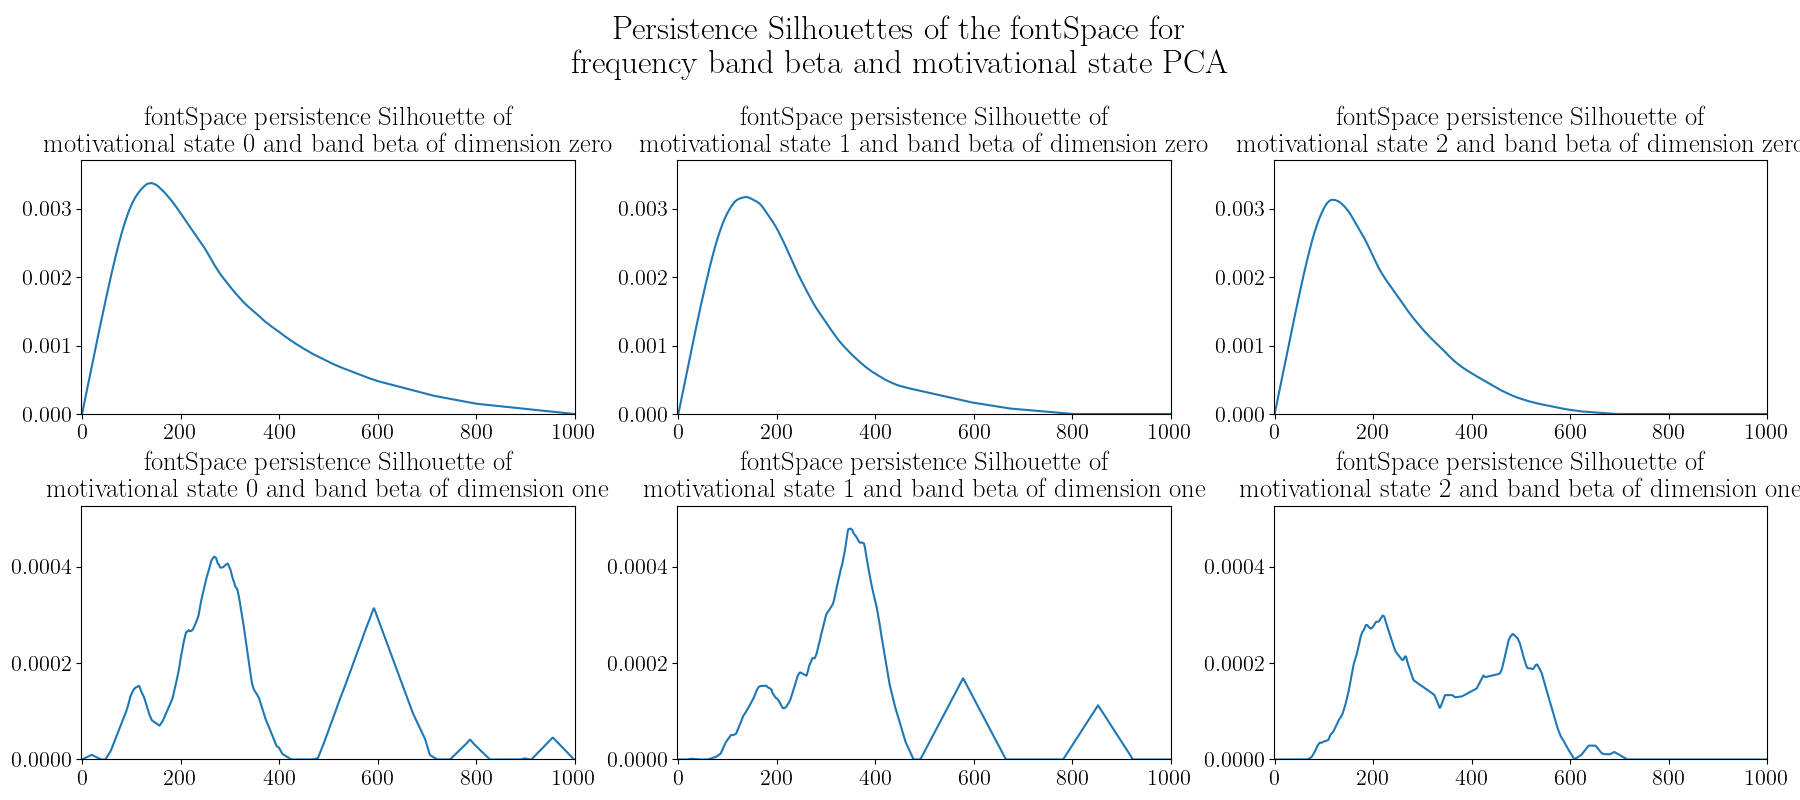 Persistence Silhouettes of the fontSpace for
frequency band beta and motivational state PCA
fontSpace persistence Silhouette of
motivational state 0 and band beta of dimension zero
0.003
0.002
0.001
0.000
0 200 400 600 800 1000
fontSpace persistence Silhouette of
motivational state 1 and band beta of dimension zero
0.003
0.002
0.001
0.000
0 200 400 600 800 1000
fontSpace persistence Silhouette of
motivational state 2 and band beta of dimension zero
0.003
0.002
0.001
0.000
0 200 400 600 800 1000
fontSpace persistence Silhouette of
motivational state 0 and band beta of dimension one
0.0004
0.0002
0.0000
0 200 400 600 800 1000
fontSpace persistence Silhouette of
motivational state 1 and band beta of dimension one
0.0004
0.0002
0.0000
0 200 400 600 800 1000
fontSpace persistence Silhouette of
motivational state 2 and band beta of dimension one
0.0004
0.0002
0.0000
0 200 400 600 800 1000